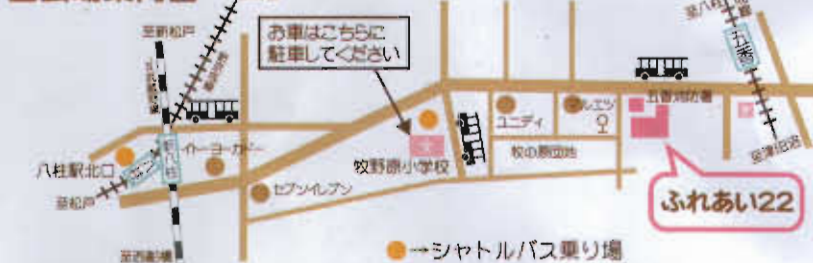 至新松戸
お車はこちらに
駐車してください
至八柱
五香
五香消防署
マルエツ
ユニディ
イトーヨーカドー
新八柱
八柱駅北口
牧野原小学校
牧の原団地
至津田沼
至松戸
セブンイレブン
ふれあい22
●→シャトルバス乗り場
至西船橋